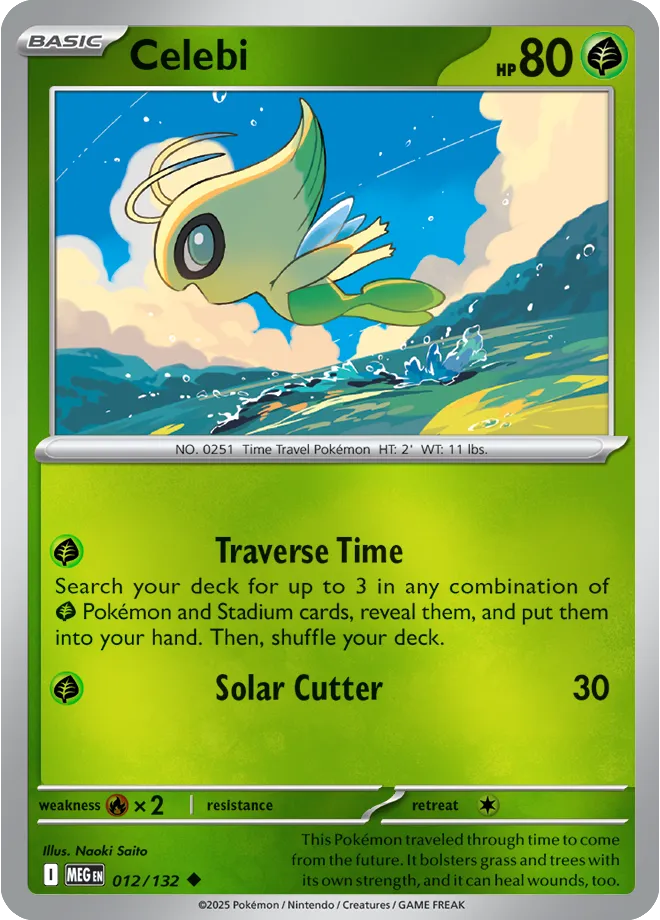 BASIC
Celebi
HP 80
NO. 0251 Time Travel Pokémon HT: 2' WT: 11 lbs.
Traverse Time
Search your deck for up to 3 in any combination of
Pokémon and Stadium cards, reveal them, and put them
into your hand. Then, shuffle your deck.
Solar Cutter 30
weakness × 2 resistance retreat
Illus. Naoki Saito
This Pokémon traveled through time to come
from the future. It bolsters grass and trees with
its own strength, and it can heal wounds, too.
I MEG EN 012/132
©2025 Pokémon / Nintendo / Creatures / GAME FREAK